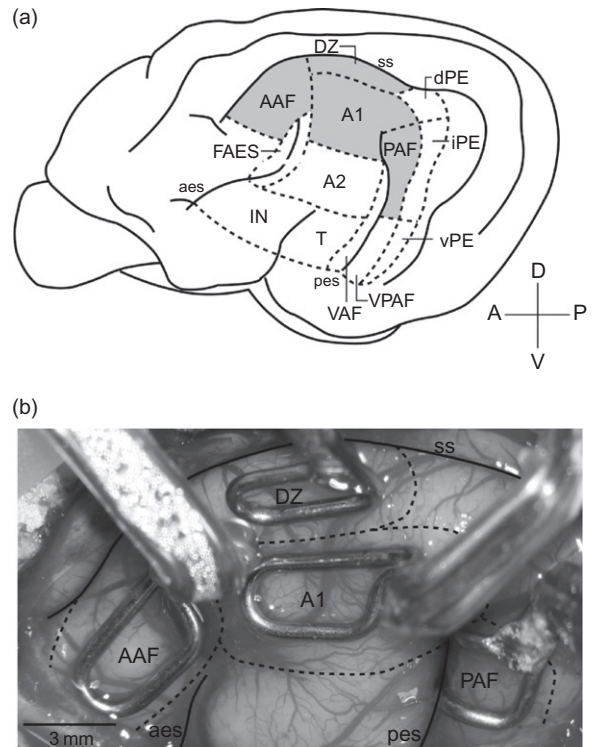 (a)
DZ
ss
dPE
AAF
A1
FAES
PAF
iPE
aes
A2
IN
T
vPE
pes
VPAF
VAF
D
A
P
V
(b)
ss
DZ
A1
AAF
PAF
aes
pes
3 mm